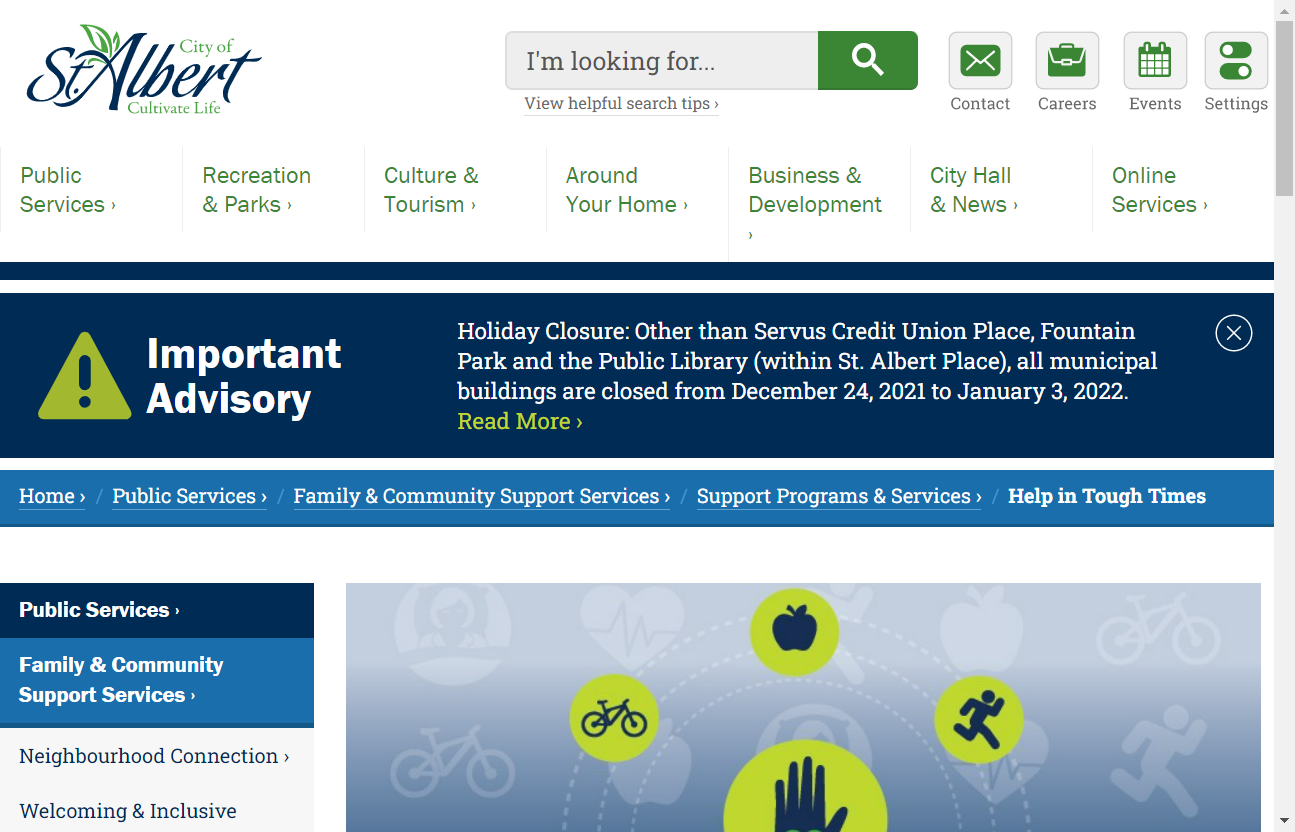 City of
St. Albert
Cultivate Life
I'm looking for...
View helpful search tips ›
Contact
Careers
Events
Settings
Public
Services ›
Recreation
& Parks ›
Culture &
Tourism ›
Around
Your Home ›
Business &
Development
›
City Hall
& News ›
Online
Services ›
Important
Advisory
Holiday Closure: Other than Servus Credit Union Place, Fountain
Park and the Public Library (within St. Albert Place), all municipal
buildings are closed from December 24, 2021 to January 3, 2022.
Read More ›
Home › / Public Services › / Family & Community Support Services › / Support Programs & Services › / Help in Tough Times
Public Services ›
Family & Community
Support Services ›
Neighbourhood Connection ›
Welcoming & Inclusive